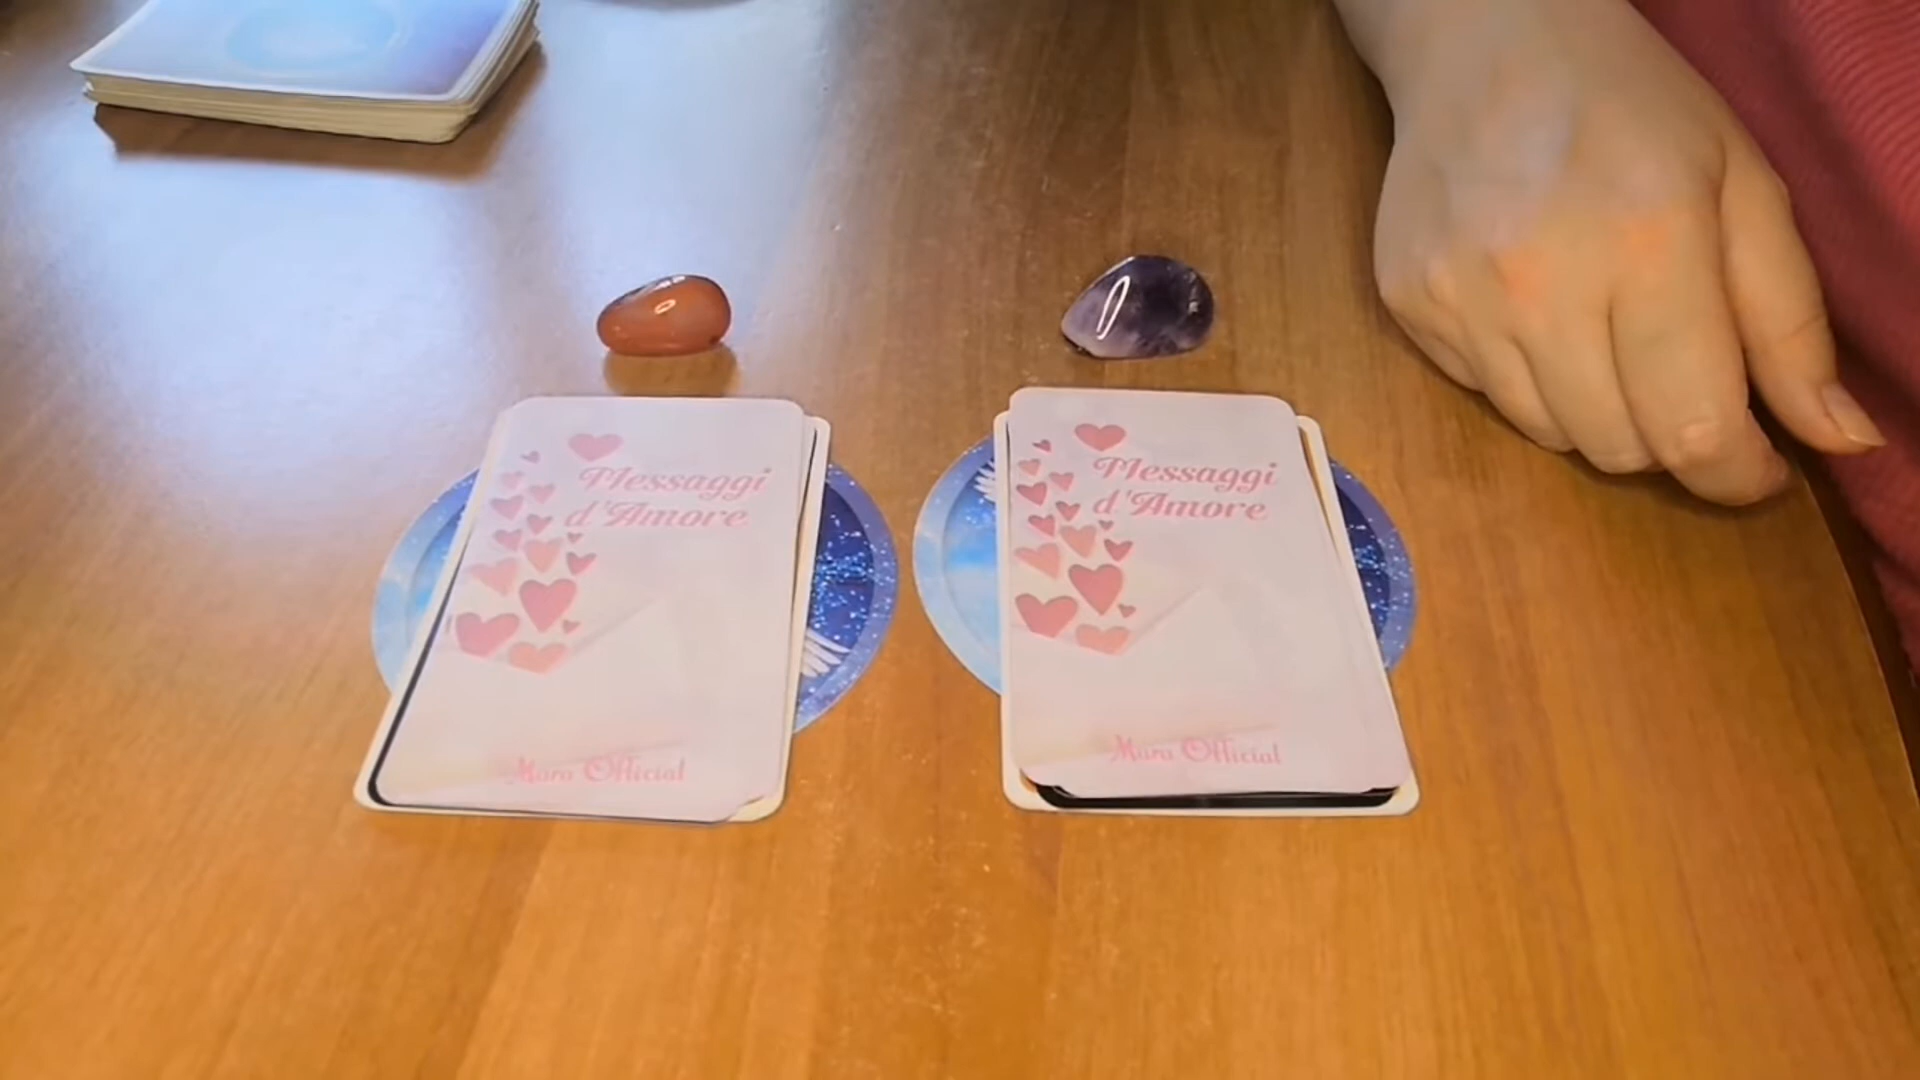 Messaggi
d'Amore
Mara Official
Messaggi
d'Amore
Mara Official